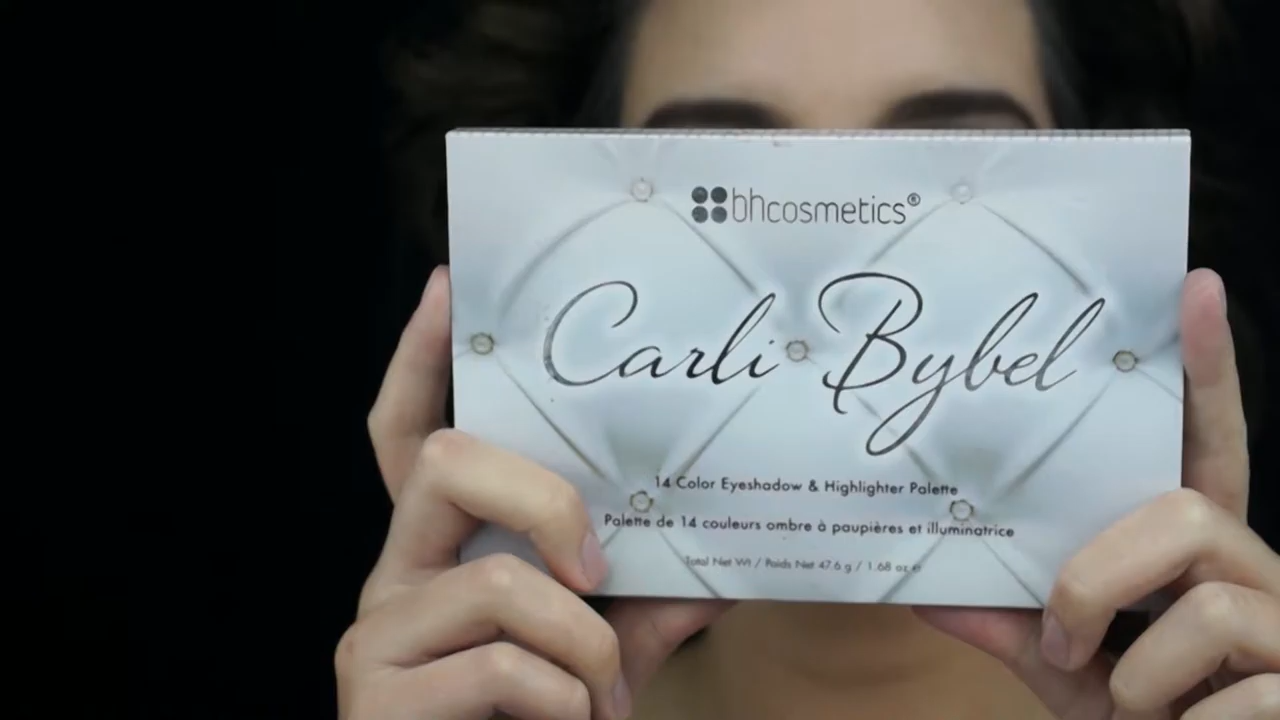 bhcosmetics®
Carli Bybel
14 Color Eyeshadow & Highlighter Palette
Palette de 14 couleurs ombre à paupières et illuminatrice
Total Net Wt / Poids Net 47.6 g / 1.68 oz e